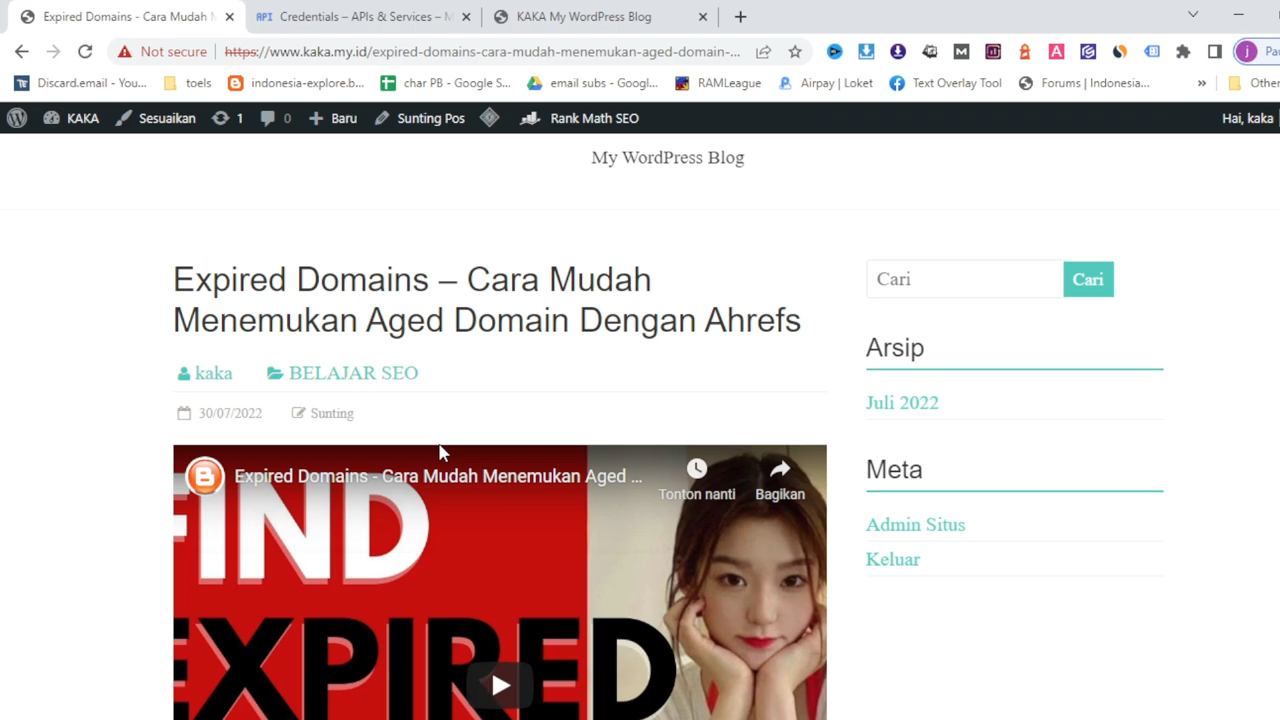 Expired Domains - Cara Mudah M
API Credentials – APIs & Services – M
KAKA My WordPress Blog
Not secure https://www.kaka.my.id/expired-domains-cara-mudah-menemukan-aged-domain-...
Pau
Discard.email - You...
toels
indonesia-explore.b...
char PB - Google S...
email subs - Googl...
RAMLeague
Airpay | Loket
Text Overlay Tool
Forums | Indonesia...
Other
KAKA
Sesuaikan
1
0
Baru
Sunting Pos
Rank Math SEO
Hai, kaka
My WordPress Blog
Expired Domains – Cara Mudah
Menemukan Aged Domain Dengan Ahrefs
kaka
BELAJAR SEO
30/07/2022
Sunting
Expired Domains - Cara Mudah Menemukan Aged ...
Tonton nanti
Bagikan
FIND
EXPIRED
Cari
Cari
Arsip
Juli 2022
Meta
Admin Situs
Keluar